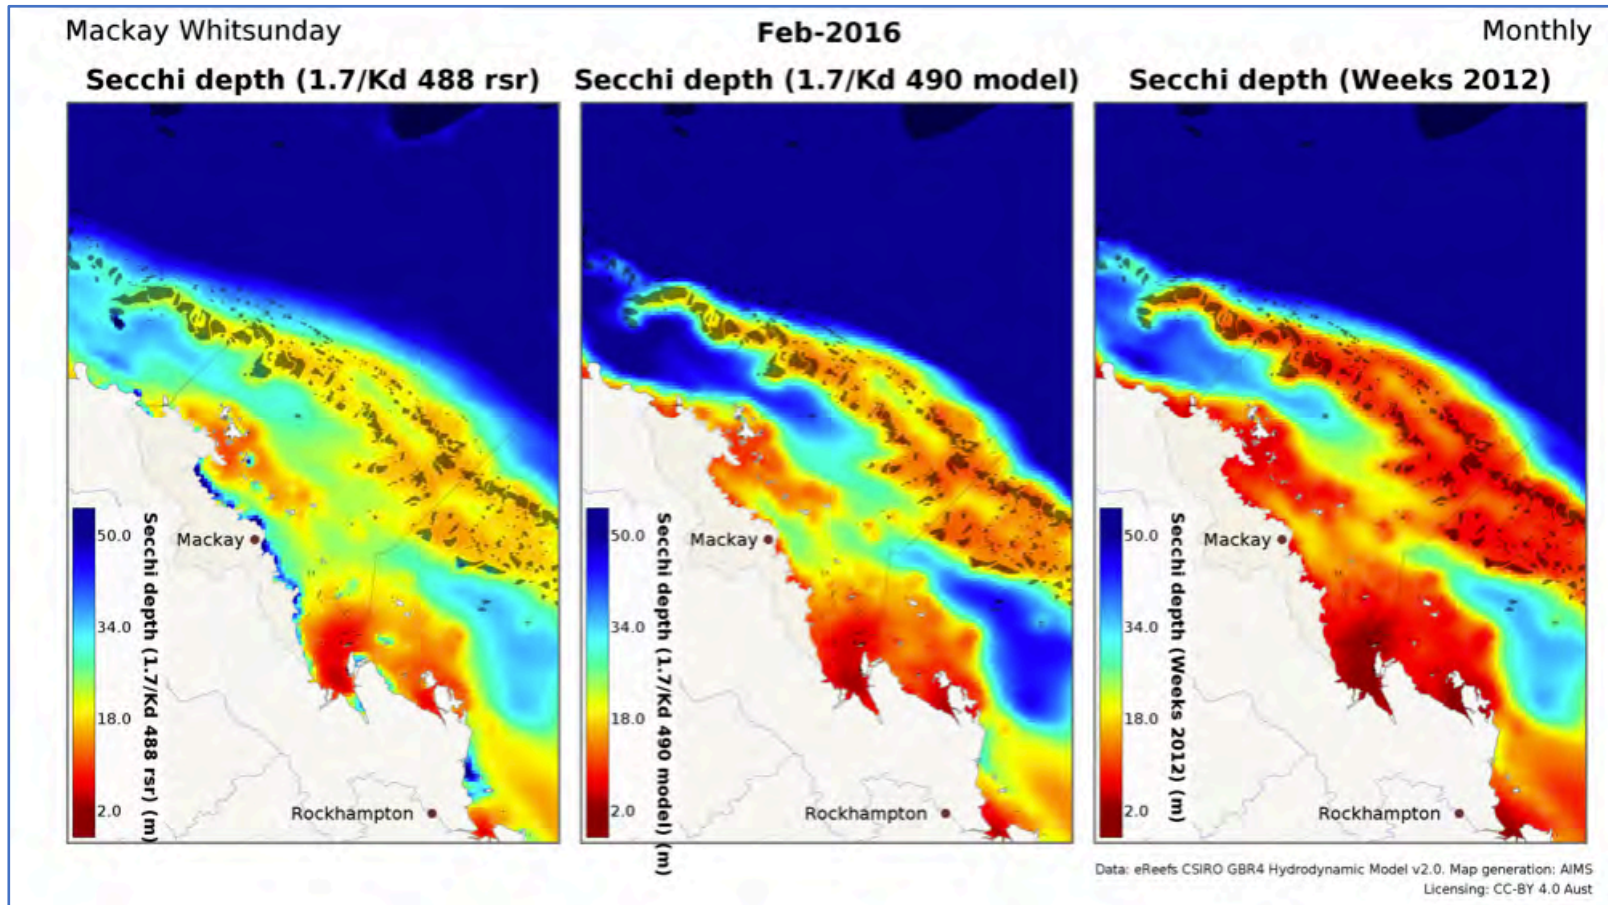 Mackay Whitsunday
Feb-2016
Monthly
Secchi depth (1.7/Kd 488 rsr)
Secchi depth (1.7/Kd 490 model)
Secchi depth (Weeks 2012)
50.0
34.0
18.0
2.0
Secchi depth (1.7/Kd 488 rsr) (m)
Mackay
Rockhampton
50.0
34.0
18.0
2.0
Secchi depth (1.7/Kd 490 model) (m)
Mackay
Rockhampton
50.0
34.0
18.0
2.0
Secchi depth (Weeks 2012) (m)
Mackay
Rockhampton
Data: eReefs CSIRO GBR4 Hydrodynamic Model v2.0. Map generation: AIMS
Licensing: CC-BY 4.0 Aust